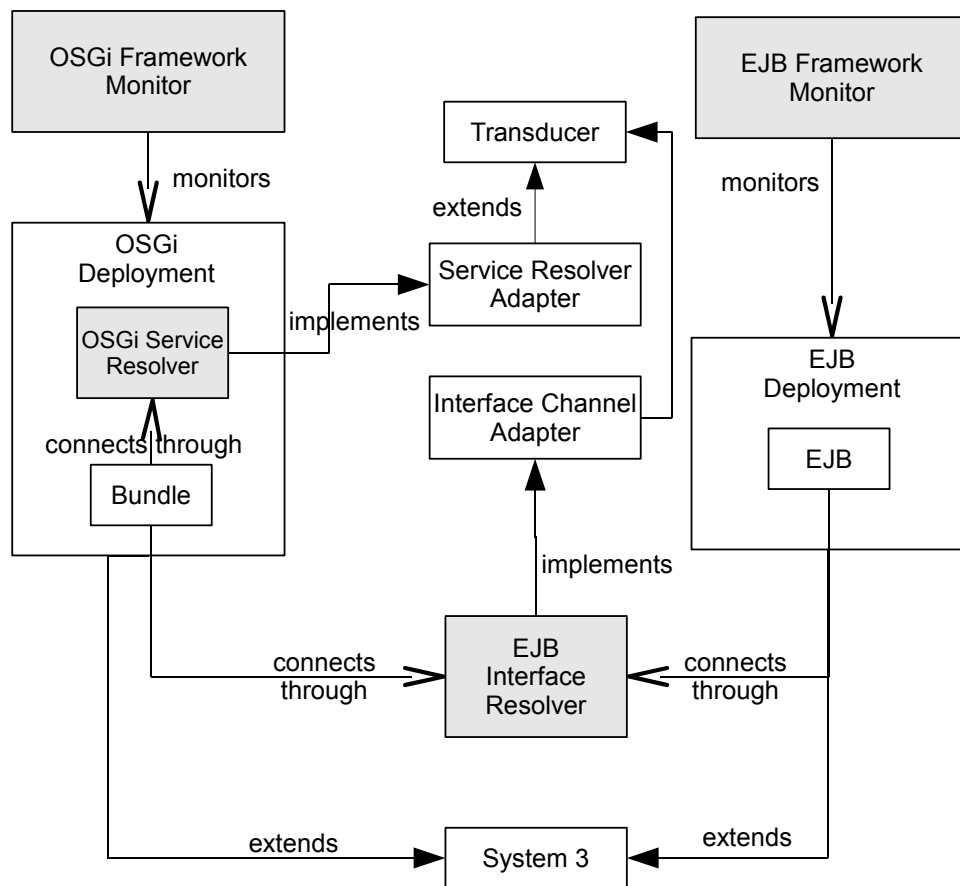 OSGi Framework
Monitor
EJB Framework
Monitor
Transducer
monitors
monitors
extends
OSGi
Deployment
Service Resolver
Adapter
implements
OSGi Service
Resolver
EJB
Deployment
Interface Channel
Adapter
connects through
EJB
Bundle
implements
EJB
Interface
Resolver
connects
through
connects
through
extends
System 3
extends